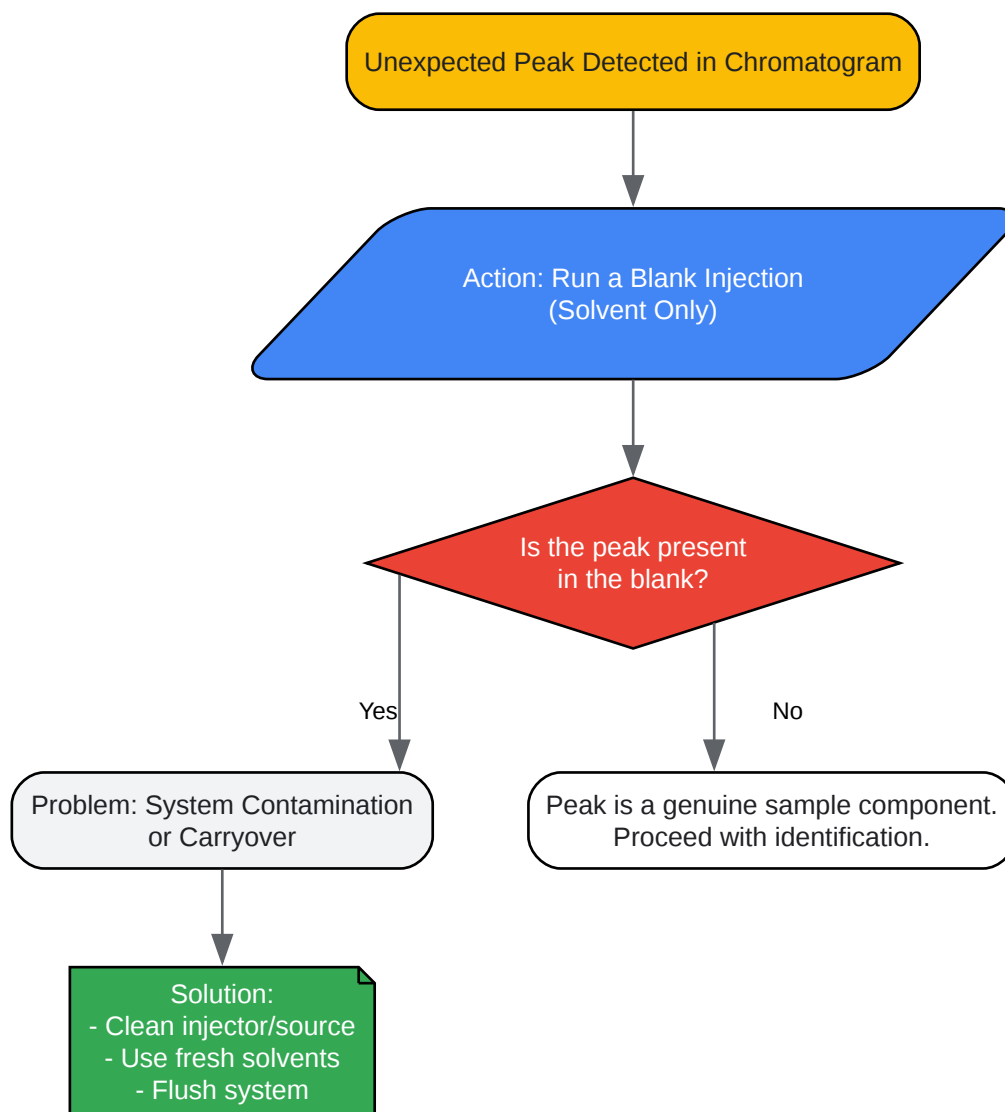 Unexpected Peak Detected in Chromatogram
Action: Run a Blank Injection
(Solvent Only)
Is the peak present
in the blank?
Yes
No
Problem: System Contamination
or Carryover
Peak is a genuine sample component.
Proceed with identification.
Solution:
- Clean injector/source
- Use fresh solvents
- Flush system